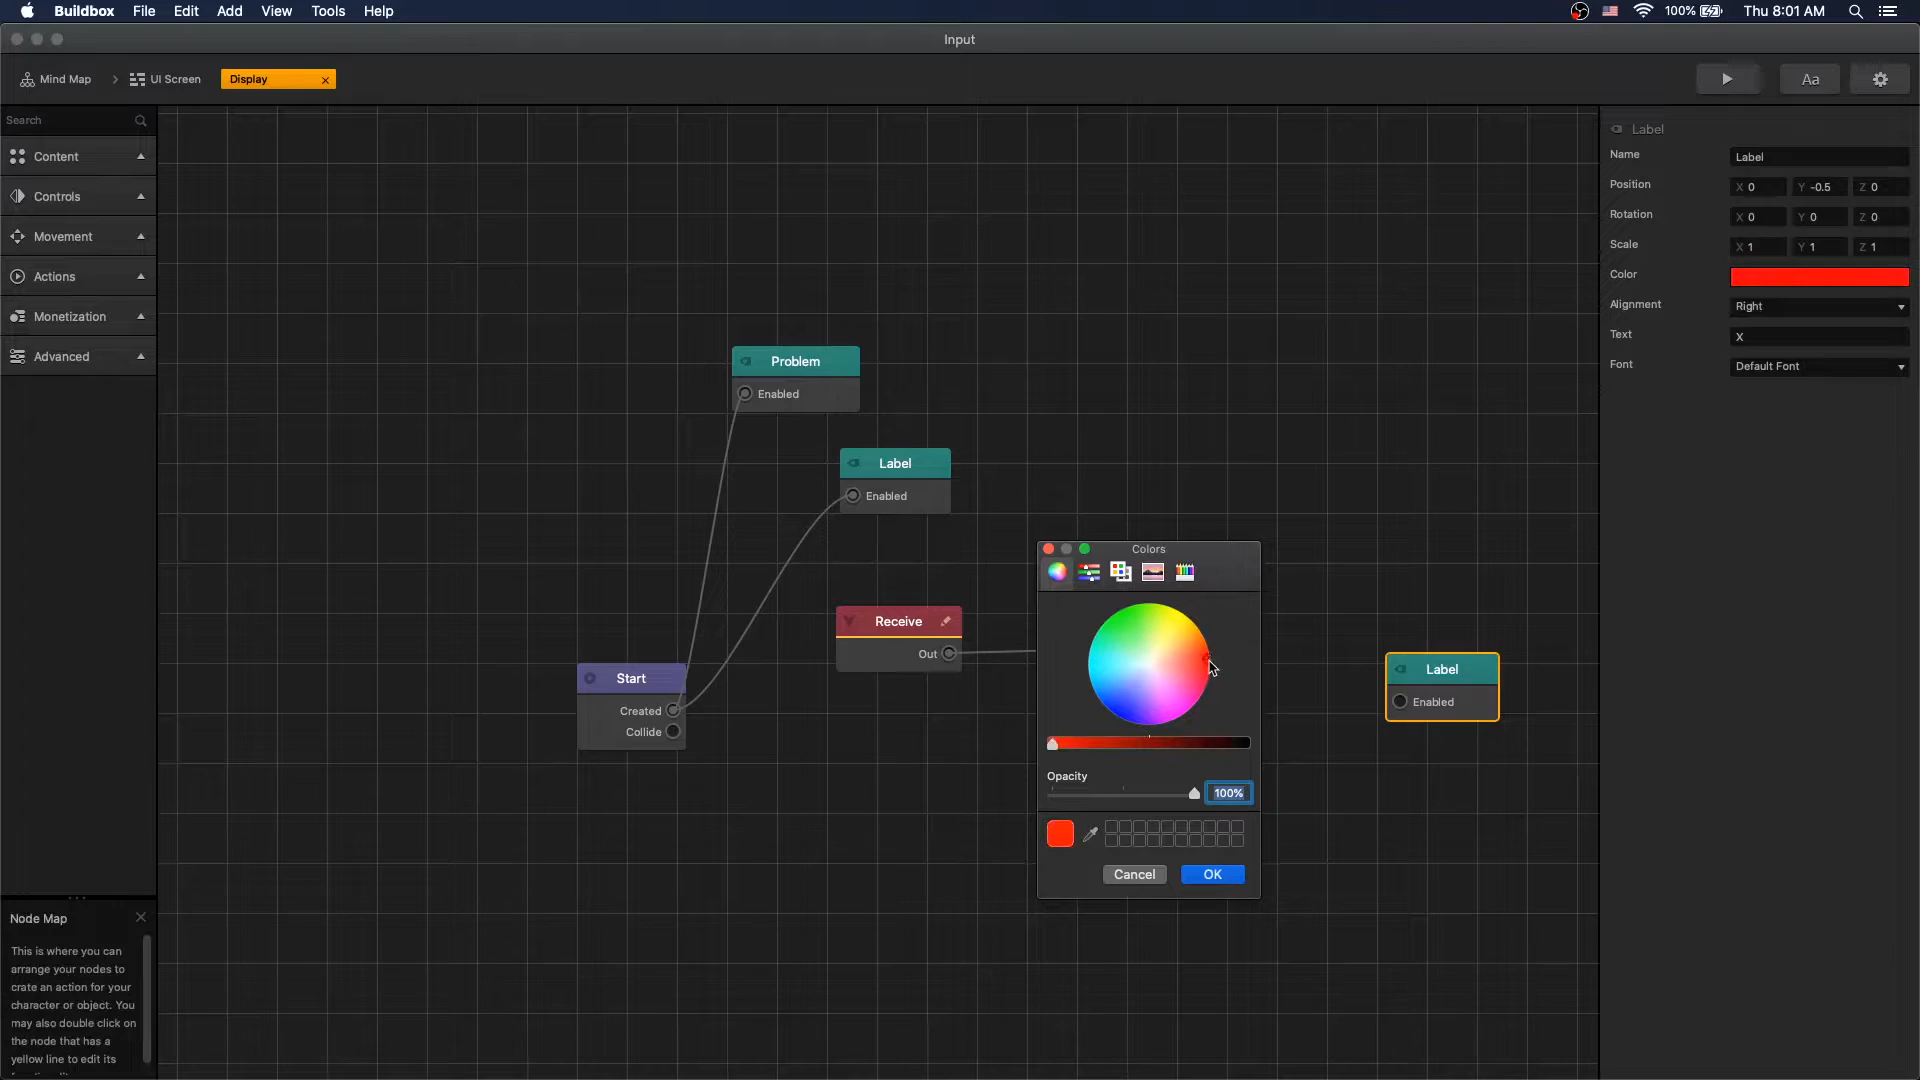 Buildbox File Edit Add View Tools Help 100% Thu 8:01 AM
Input
Mind Map UI Screen Display × Aa
Search
Content
Controls
Movement
Actions
Monetization
Advanced
Problem
Enabled
Label
Enabled
Receive
Out
Start
Created
Collide
Label
Enabled
Colors
Opacity
100%
Cancel OK
Label
Name Label
Position X 0 Y -0.5 Z 0
Rotation X 0 Y 0 Z 0
Scale X 1 Y 1 Z 1
Color
Alignment Right
Text X
Font Default Font
Node Map
This is where you can
arrange your nodes to
crate an action for your
character or object. You
may also double click on
the node that has a
yellow line to edit its